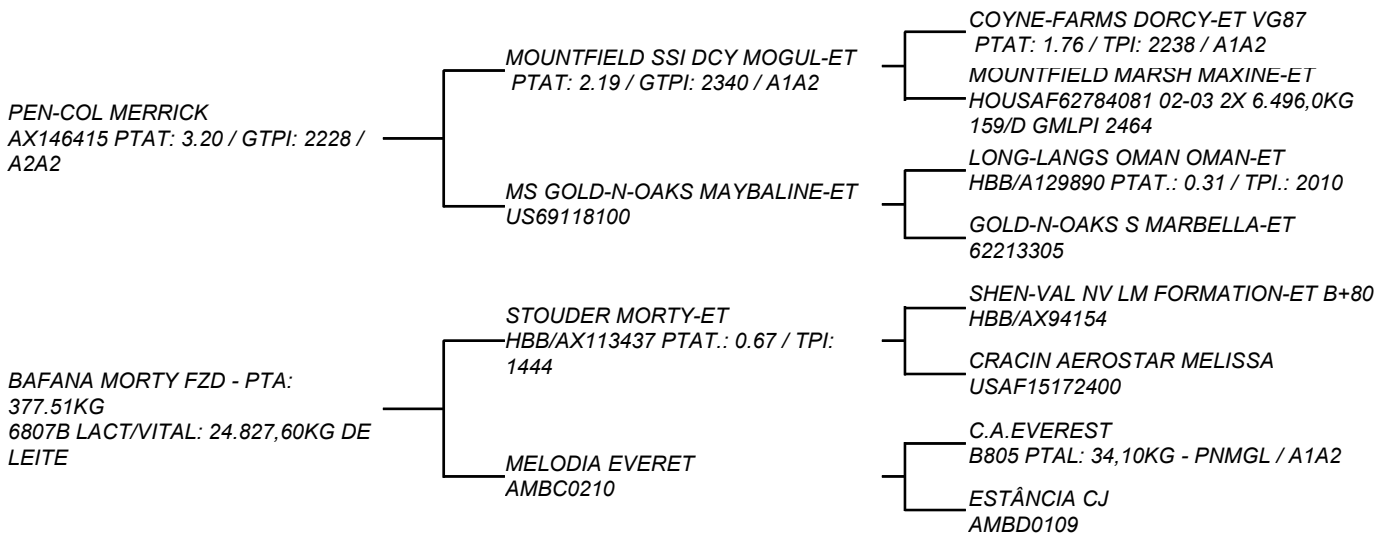 PEN-COL MERRICK
AX146415 PTAT: 3.20 / GTPI: 2228 /
A2A2
BAFANA MORTY FZD - PTA:
377.51KG
6807B LACT/VITAL: 24.827,60KG DE
LEITE
MOUNTFIELD SSI DCY MOGUL-ET
PTAT: 2.19 / GTPI: 2340 / A1A2
MS GOLD-N-OAKS MAYBALINE-ET
US69118100
STOUDER MORTY-ET
HBB/AX113437 PTAT.: 0.67 / TPI:
1444
MELODIA EVERET
AMBC0210
COYNE-FARMS DORCY-ET VG87
PTAT: 1.76 / TPI: 2238 / A1A2
MOUNTFIELD MARSH MAXINE-ET
HOUSAF62784081 02-03 2X 6.496,0KG
159/D GMLPI 2464
LONG-LANGS OMAN OMAN-ET
HBB/A129890 PTAT.: 0.31 / TPI.: 2010
GOLD-N-OAKS S MARBELLA-ET
62213305
SHEN-VAL NV LM FORMATION-ET B+80
HBB/AX94154
CRACIN AEROSTAR MELISSA
USAF15172400
C.A.EVEREST
B805 PTAL: 34,10KG - PNMGL / A1A2
ESTÂNCIA CJ
AMBD0109